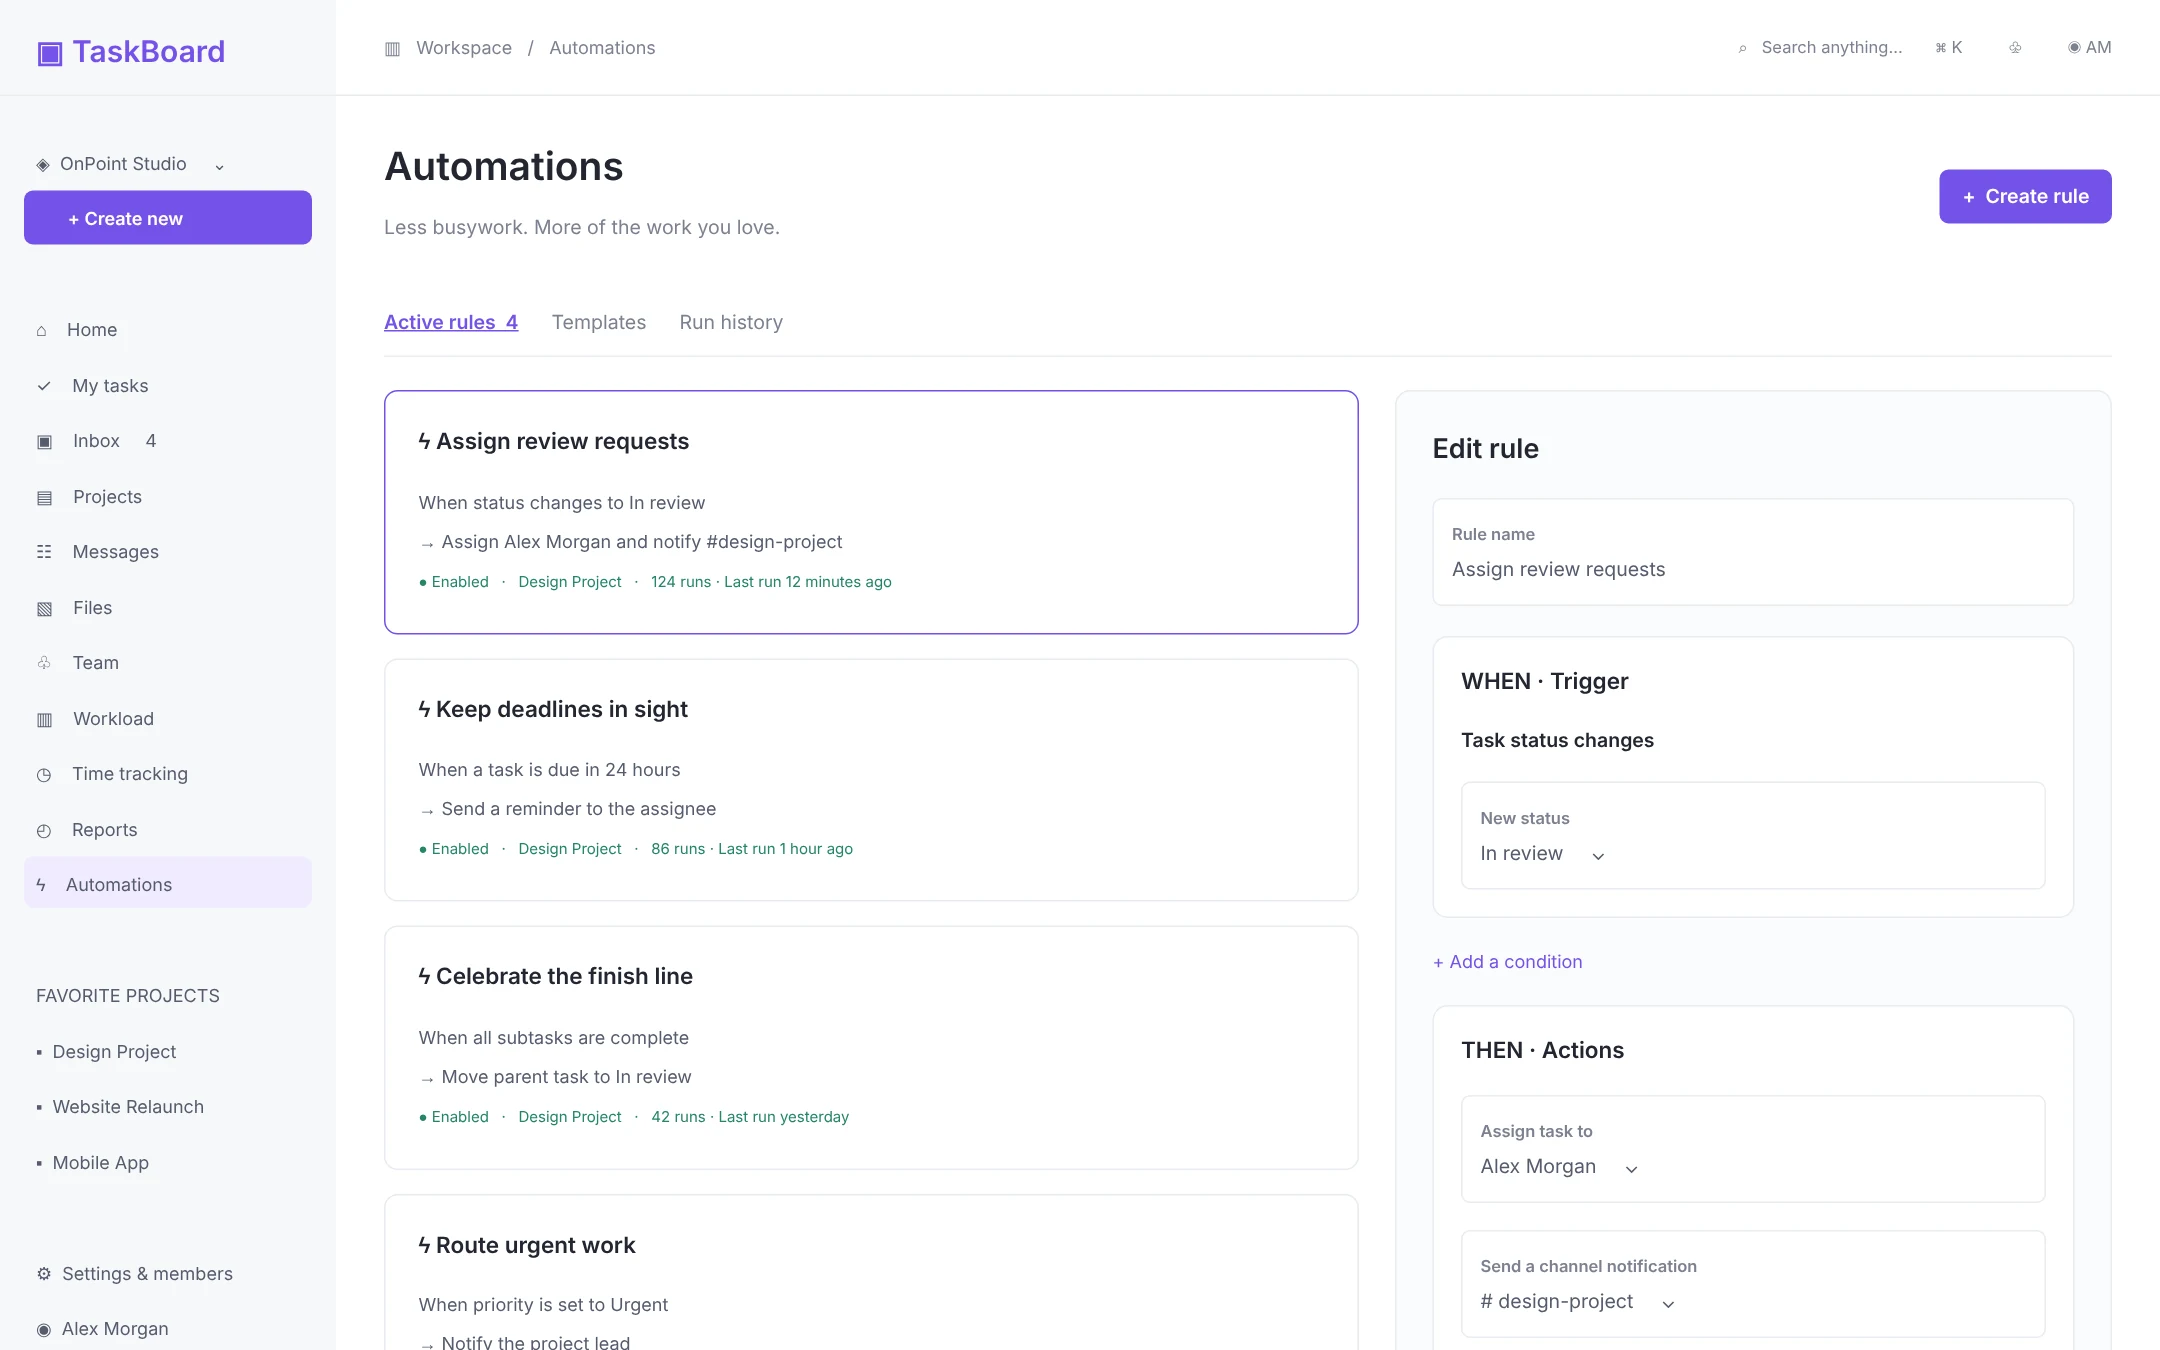 TaskBoard
Workspace / Automations
Search anything... ⌘ K
AM
OnPoint Studio
+ Create new
Home
My tasks
Inbox 4
Projects
Messages
Files
Team
Workload
Time tracking
Reports
Automations
FAVORITE PROJECTS
Design Project
Website Relaunch
Mobile App
Settings & members
Alex Morgan
Automations
Less busywork. More of the work you love.
+ Create rule
Active rules 4
Templates
Run history
Assign review requests
When status changes to In review
→ Assign Alex Morgan and notify #design-project
● Enabled · Design Project · 124 runs · Last run 12 minutes ago
Keep deadlines in sight
When a task is due in 24 hours
→ Send a reminder to the assignee
● Enabled · Design Project · 86 runs · Last run 1 hour ago
Celebrate the finish line
When all subtasks are complete
→ Move parent task to In review
● Enabled · Design Project · 42 runs · Last run yesterday
Route urgent work
When priority is set to Urgent
→ Notify the project lead
Edit rule
Rule name
Assign review requests
WHEN · Trigger
Task status changes
New status
In review
+ Add a condition
THEN · Actions
Assign task to
Alex Morgan
Send a channel notification
# design-project